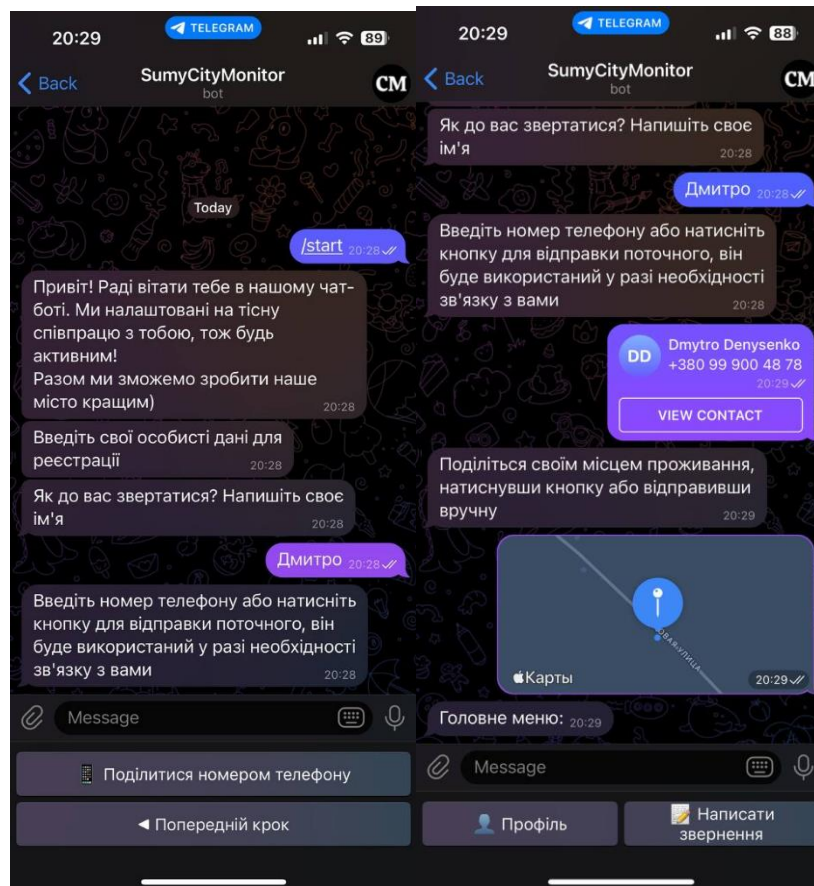 20:29
TELEGRAM
89
Back
SumyCityMonitor
bot
CM
Today
/start 20:28
Привіт! Раді вітати тебе в нашому чат-
боті. Ми налаштовані на тісну
співпрацю з тобою, тож будь
активним!
Разом ми зможемо зробити наше
місто кращим)
20:28
Введіть свої особисті дані для
реєстрації
20:28
Як до вас звертатися? Напишіть своє
ім'я
20:28
Дмитро 20:28
Введіть номер телефону або натисніть
кнопку для відправки поточного, він
буде використаний у разі необхідності
зв'язку з вами
20:28
Message
Поділитися номером телефону
Попередній крок
20:29
TELEGRAM
88
Back
SumyCityMonitor
bot
CM
Як до вас звертатися? Напишіть своє
ім'я
20:28
Дмитро 20:28
Введіть номер телефону або натисніть
кнопку для відправки поточного, він
буде використаний у разі необхідності
зв'язку з вами
20:28
DD
Dmytro Denysenko
+380 99 900 48 78
20:29
VIEW CONTACT
Поділіться своїм місцем проживання,
натиснувши кнопку або відправивши
вручну
20:29
Карты
20:29
Головне меню: 20:29
Message
Профіль
Написати
звернення